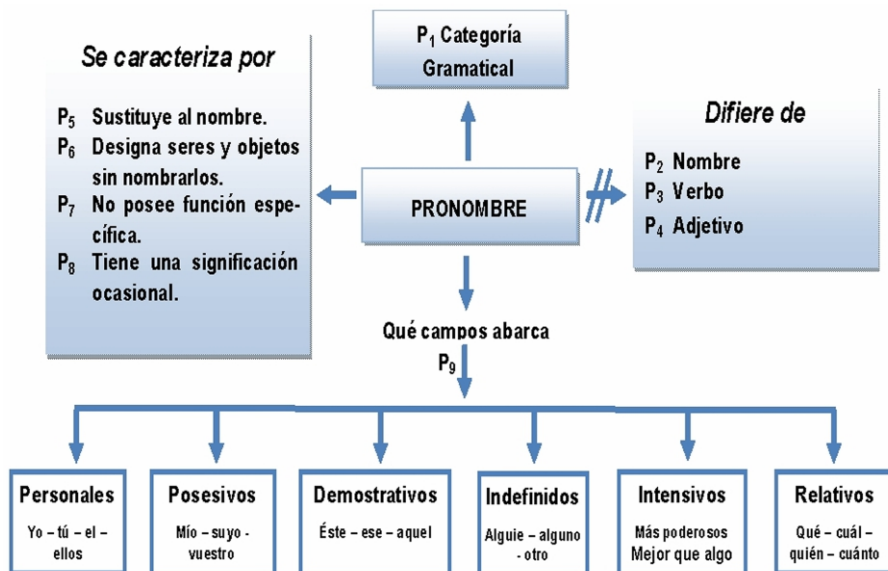 P₁ Categoría
Gramatical
Se caracteriza por
P₅ Sustituye al nombre.
P₆ Designa seres y objetos
sin nombrarlos.
P₇ No posee función espe-
cífica.
P₈ Tiene una significación
ocasional.
PRONOMBRE
Difiere de
P₂ Nombre
P₃ Verbo
P₄ Adjetivo
Qué campos abarca
P₉
Personales
Yo – tú – el –
ellos
Posesivos
Mío – suyo -
vuestro
Demostrativos
Éste – ese – aquel
Indefinidos
Alguie – alguno
- otro
Intensivos
Más poderosos
Mejor que algo
Relativos
Qué – cuál –
quién – cuánto